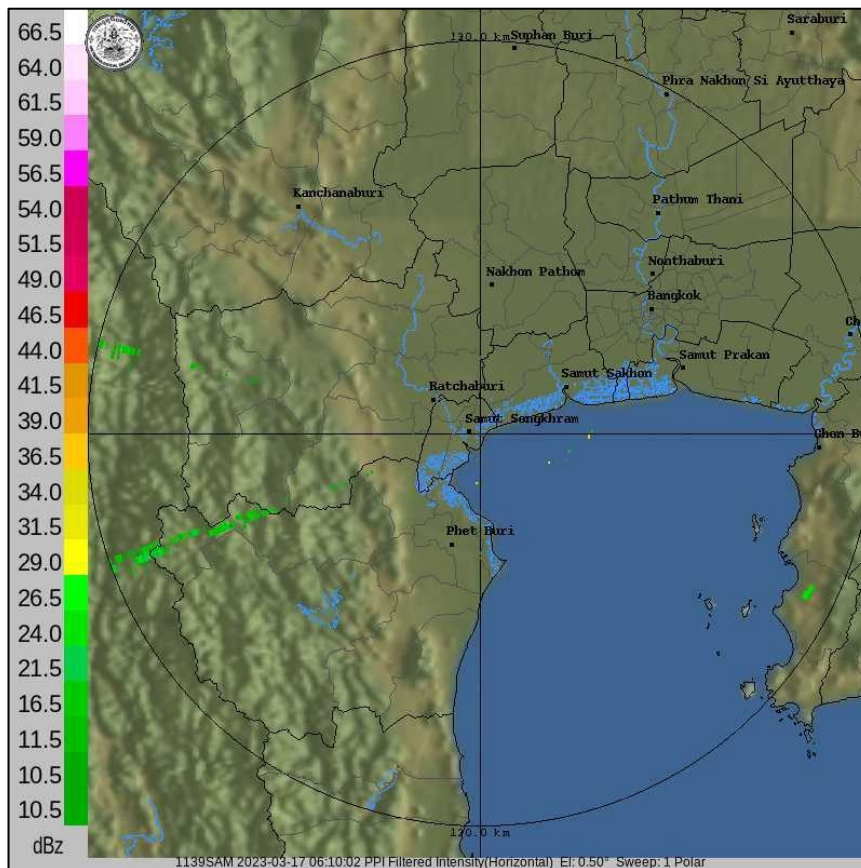 66.5
64.0
61.5
59.0
56.5
54.0
51.5
49.0
46.5
44.0
41.5
39.0
36.5
34.0
31.5
29.0
26.5
24.0
21.5
16.5
11.5
10.5
10.5
dBz
Saraburi
120.0 km
Suphan Buri
Phra Nakhon Si Ayutthaya
Kanchanaburi
Pathum Thani
Nakhon Pathom
Nonthaburi
Bangkok
Ch
Samut Prakan
Samut Sakhon
Ratchaburi
Samut Songkhram
Chon Bu
Phet Buri
120.0 km
1139SAM 2023-03-17 06:10:02 PPI Filtered Intensity(Horizontal) El: 0.50° Sweep: 1 Polar